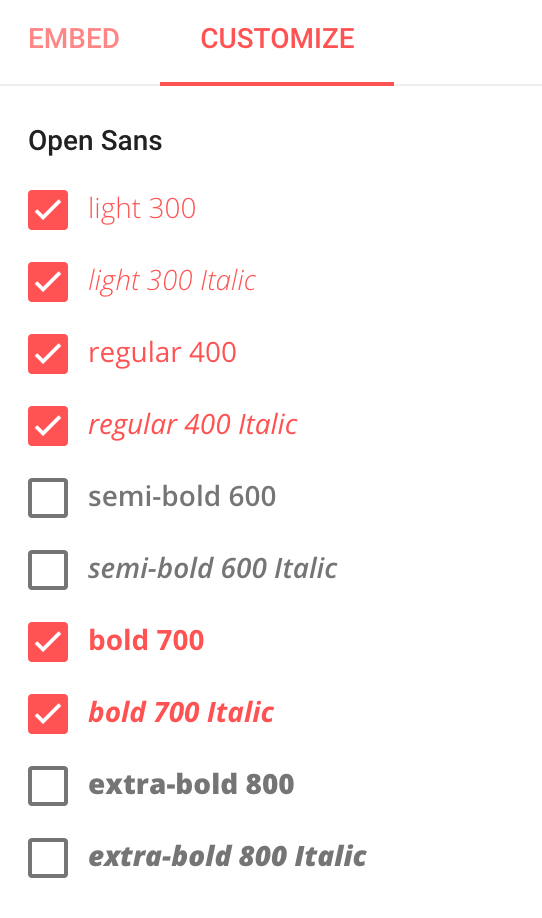 EMBED CUSTOMIZE
Open Sans
light 300
light 300 Italic
regular 400
regular 400 Italic
semi-bold 600
semi-bold 600 Italic
bold 700
bold 700 Italic
extra-bold 800
extra-bold 800 Italic